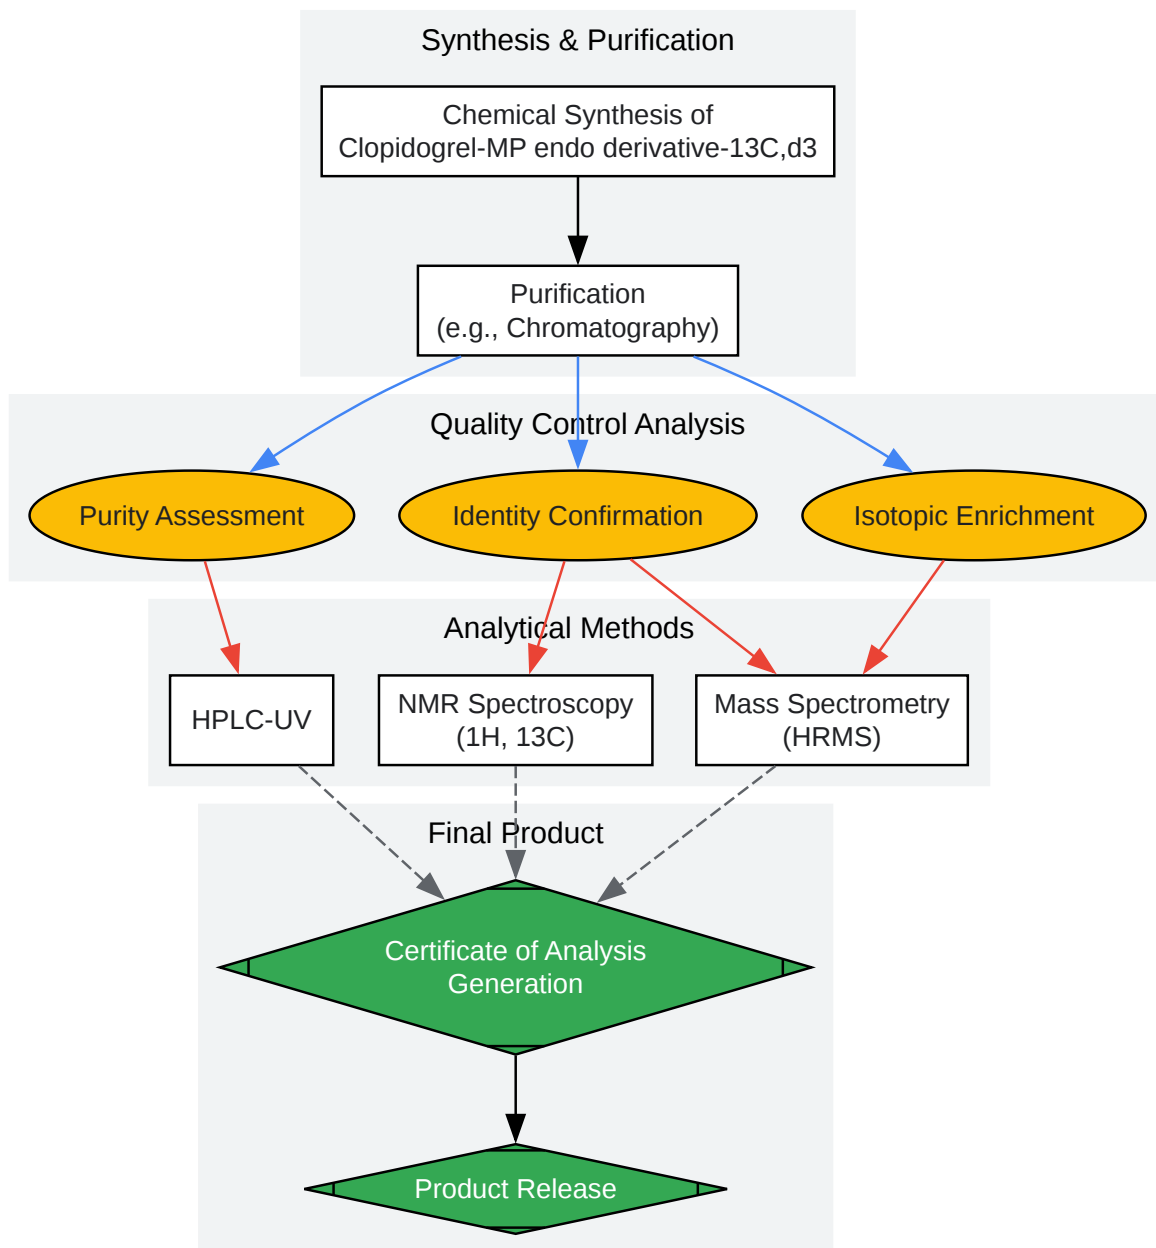 Synthesis & Purification
Chemical Synthesis of
Clopidogrel-MP endo derivative-13C,d3
Purification
(e.g., Chromatography)
Quality Control Analysis
Purity Assessment
Identity Confirmation
Isotopic Enrichment
Analytical Methods
HPLC-UV
NMR Spectroscopy
(1H, 13C)
Mass Spectrometry
(HRMS)
Final Product
Certificate of Analysis
Generation
Product Release